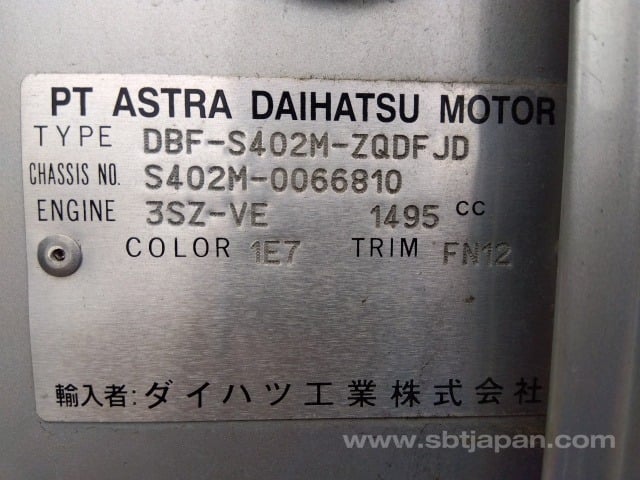 PT ASTRA DAIHATSU MOTOR
TYPE DBF-S402M-ZQDFJD
CHASSIS NO. S402M-0066810
ENGINE 3SZ-VE 1495 CC
COLOR 1E7 TRIM FN12
輸入者: ダイハツ工業株式会社
www.sbtjapan.com